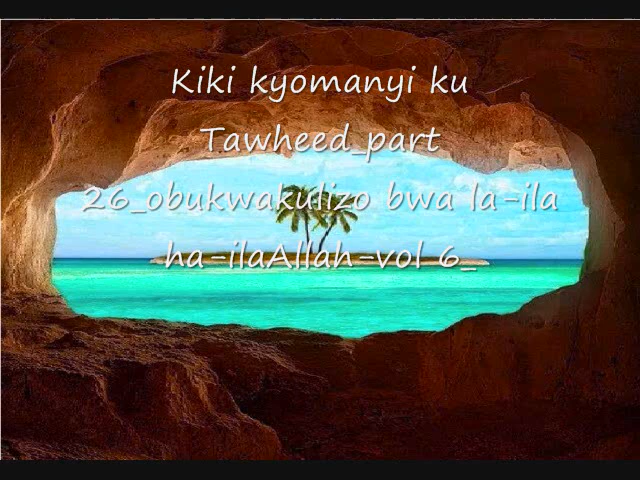 Kiki kyomanyi ku
Tawheed_part
26_obukwakulizo bwa la-ila
ha-ilaAllah-vol 6_